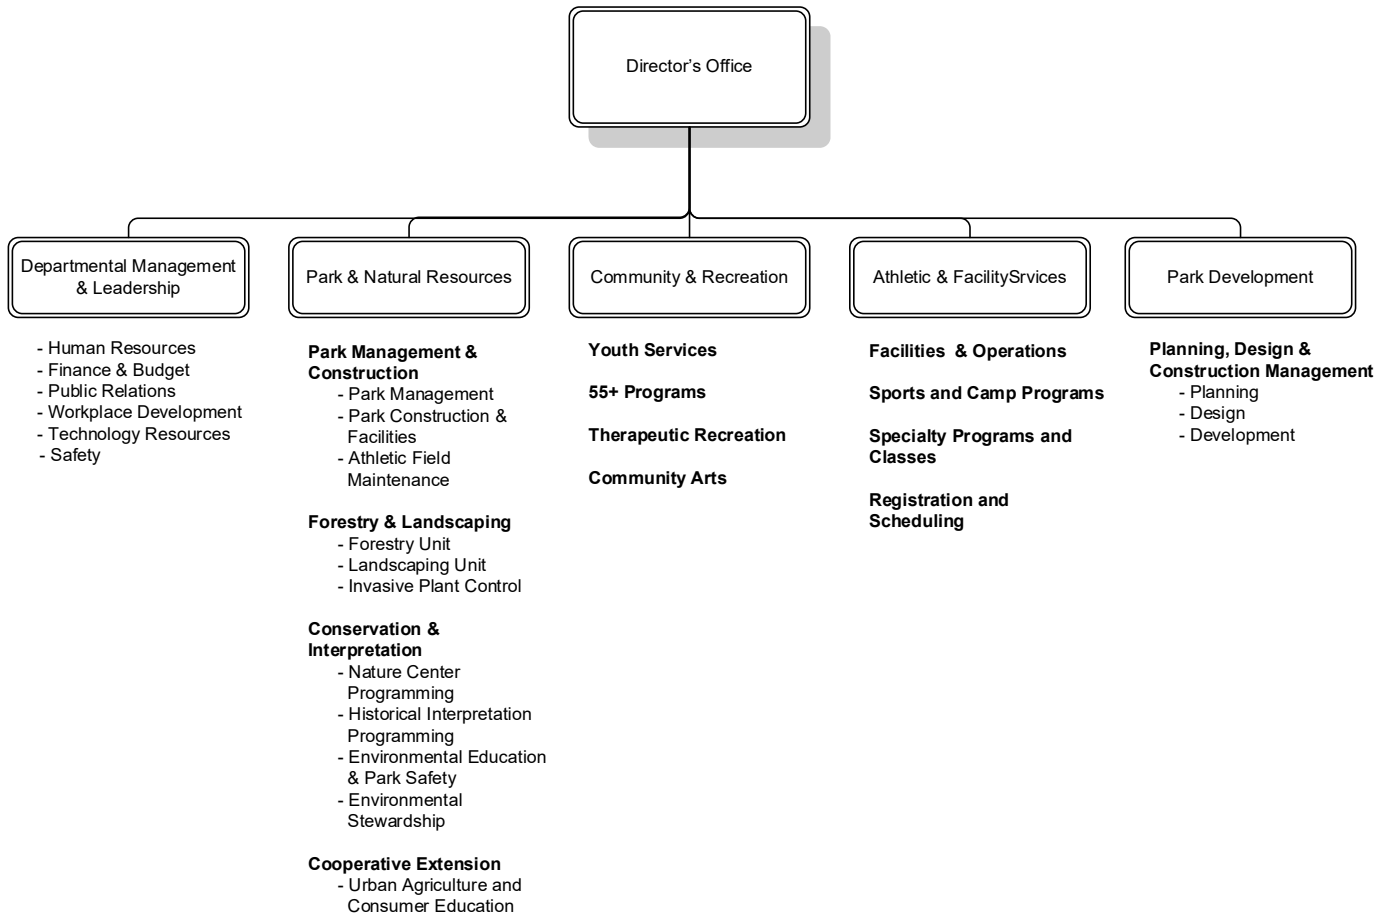 Director’s Office
Departmental Management
& Leadership
- Human Resources
- Finance & Budget
- Public Relations
- Workplace Development
- Technology Resources
- Safety
Park & Natural Resources
Park Management &
Construction
- Park Management
- Park Construction &
Facilities
- Athletic Field
Maintenance
Forestry & Landscaping
- Forestry Unit
- Landscaping Unit
- Invasive Plant Control
Conservation &
Interpretation
- Nature Center
Programming
- Historical Interpretation
Programming
- Environmental Education
& Park Safety
- Environmental
Stewardship
Cooperative Extension
- Urban Agriculture and
Consumer Education
Community & Recreation
Youth Services
55+ Programs
Therapeutic Recreation
Community Arts
Athletic & FacilitySrvices
Facilities  & Operations
Sports and Camp Programs
Specialty Programs and
Classes
Registration and
Scheduling
Park Development
Planning, Design &
Construction Management
- Planning
- Design
- Development